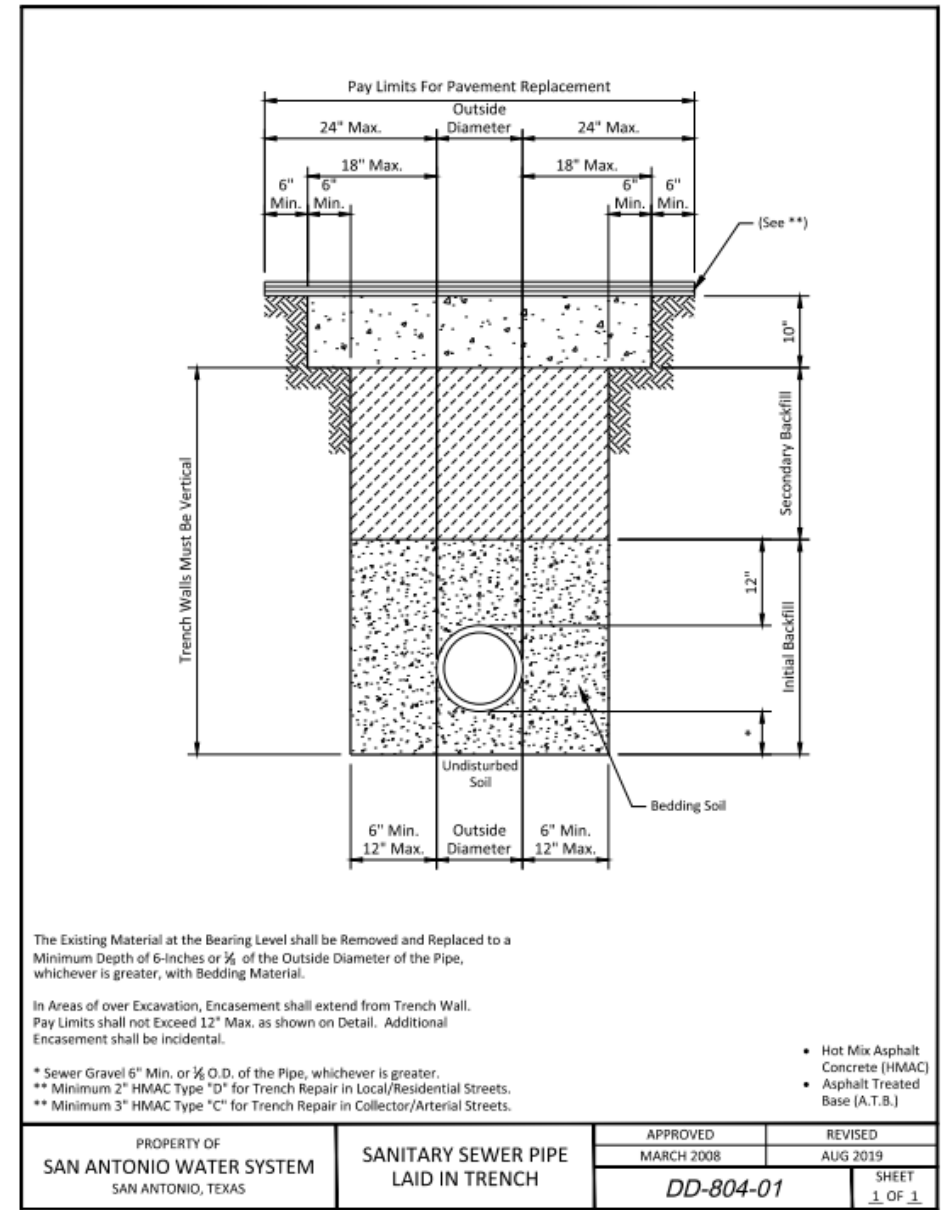 Pay Limits For Pavement Replacement
Outside
24" Max. Diameter 24" Max.
18" Max. 18" Max.
6" 6" 6" 6"
Min. Min. Min. Min.
(See **)
10"
Secondary Backfill
Trench Walls Must Be Vertical
12"
Initial Backfill
*
Undisturbed
Soil
Bedding Soil
6" Min. Outside 6" Min.
12" Max. Diameter 12" Max.
The Existing Material at the Bearing Level shall be Removed and Replaced to a
Minimum Depth of 6-Inches or ⅛ of the Outside Diameter of the Pipe,
whichever is greater, with Bedding Material.
In Areas of over Excavation, Encasement shall extend from Trench Wall.
Pay Limits shall not Exceed 12" Max. as shown on Detail. Additional
Encasement shall be incidental.
* Sewer Gravel 6" Min. or ⅛ O.D. of the Pipe, whichever is greater.
** Minimum 2" HMAC Type "D" for Trench Repair in Local/Residential Streets.
** Minimum 3" HMAC Type "C" for Trench Repair in Collector/Arterial Streets.
• Hot Mix Asphalt
Concrete (HMAC)
• Asphalt Treated
Base (A.T.B.)
PROPERTY OF
SAN ANTONIO WATER SYSTEM
SAN ANTONIO, TEXAS
SANITARY SEWER PIPE
LAID IN TRENCH
APPROVED REVISED
MARCH 2008 AUG 2019
DD-804-01
SHEET
1 OF 1